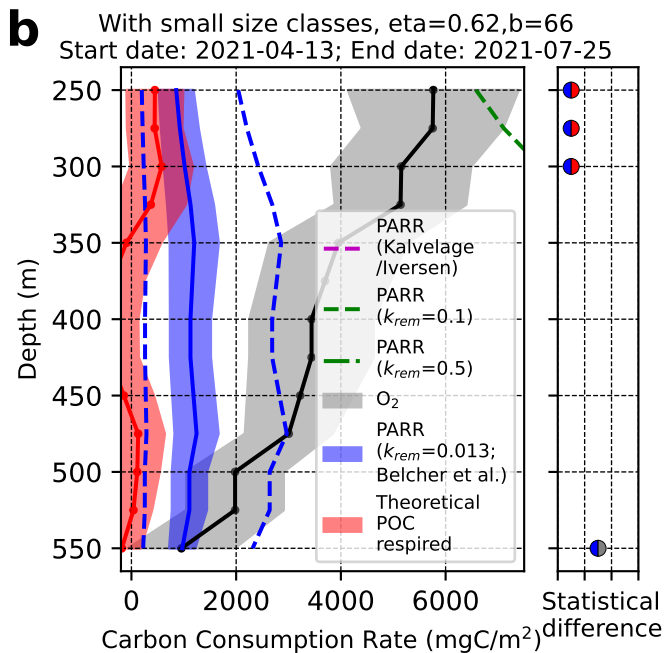 b
With small size classes, eta=0.62,b=66
Start date: 2021-04-13; End date: 2021-07-25
250
300
350
400
450
500
550
Depth (m)
PARR
(Kalvelage
/Iversen)
PARR
(k_rem=0.1)
PARR
(k_rem=0.5)
O₂
PARR
(k_rem=0.013;
Belcher et al.)
Theoretical
POC
respired
0 2000 4000 6000
Carbon Consumption Rate (mgC/m²)
Statistical
difference